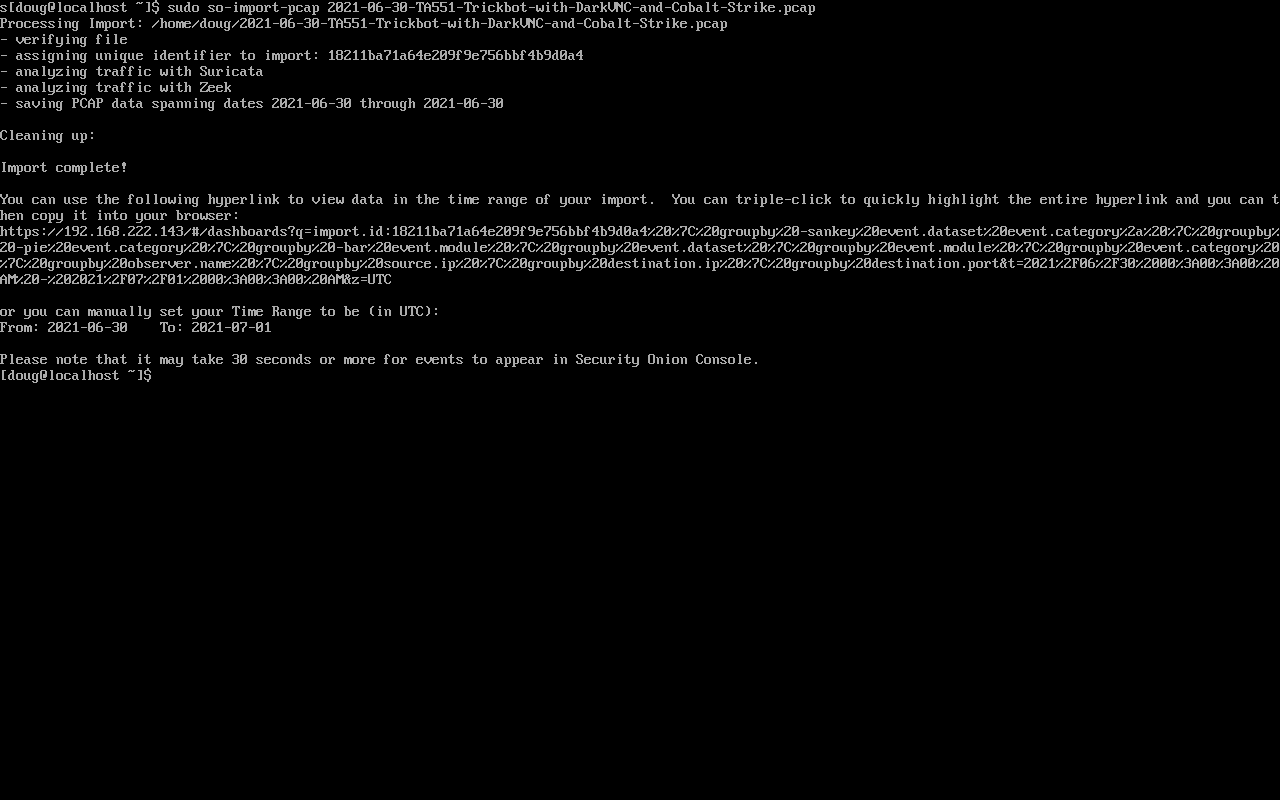 s[doug@localhost ~]$ sudo so-import-pcap 2021-06-30-TA551-Trickbot-with-DarkVNC-and-Cobalt-Strike.pcap
Processing Import: /home/doug/2021-06-30-TA551-Trickbot-with-DarkVNC-and-Cobalt-Strike.pcap
- verifying file
- assigning unique identifier to import: 18211ba71a64e209f9e756bbf4b9d0a4
- analyzing traffic with Suricata
- analyzing traffic with Zeek
- saving PCAP data spanning dates 2021-06-30 through 2021-06-30
Cleaning up:
Import complete!
You can use the following hyperlink to view data in the time range of your import.  You can triple-click to quickly highlight the entire hyperlink and you can t
hen copy it into your browser:
https://192.168.222.143/#/dashboards?q=import.id:18211ba71a64e209f9e756bbf4b9d0a4%20%7C%20groupby%20-sankey%20event.dataset%20event.category%2a%20%7C%20groupby%
20-pie%20event.category%20%7C%20groupby%20-bar%20event.module%20%7C%20groupby%20event.dataset%20%7C%20groupby%20event.module%20%7C%20groupby%20event.category%20
%7C%20groupby%20observer.name%20%7C%20groupby%20source.ip%20%7C%20groupby%20destination.ip%20%7C%20groupby%20destination.port&t=2021%2F06%2F30%2000%3A00%3A00%20
AM%20-%202021%2F07%2F01%2000%3A00%3A00%20AM&z=UTC
or you can manually set your Time Range to be (in UTC):
From: 2021-06-30    To: 2021-07-01
Please note that it may take 30 seconds or more for events to appear in Security Onion Console.
[doug@localhost ~]$